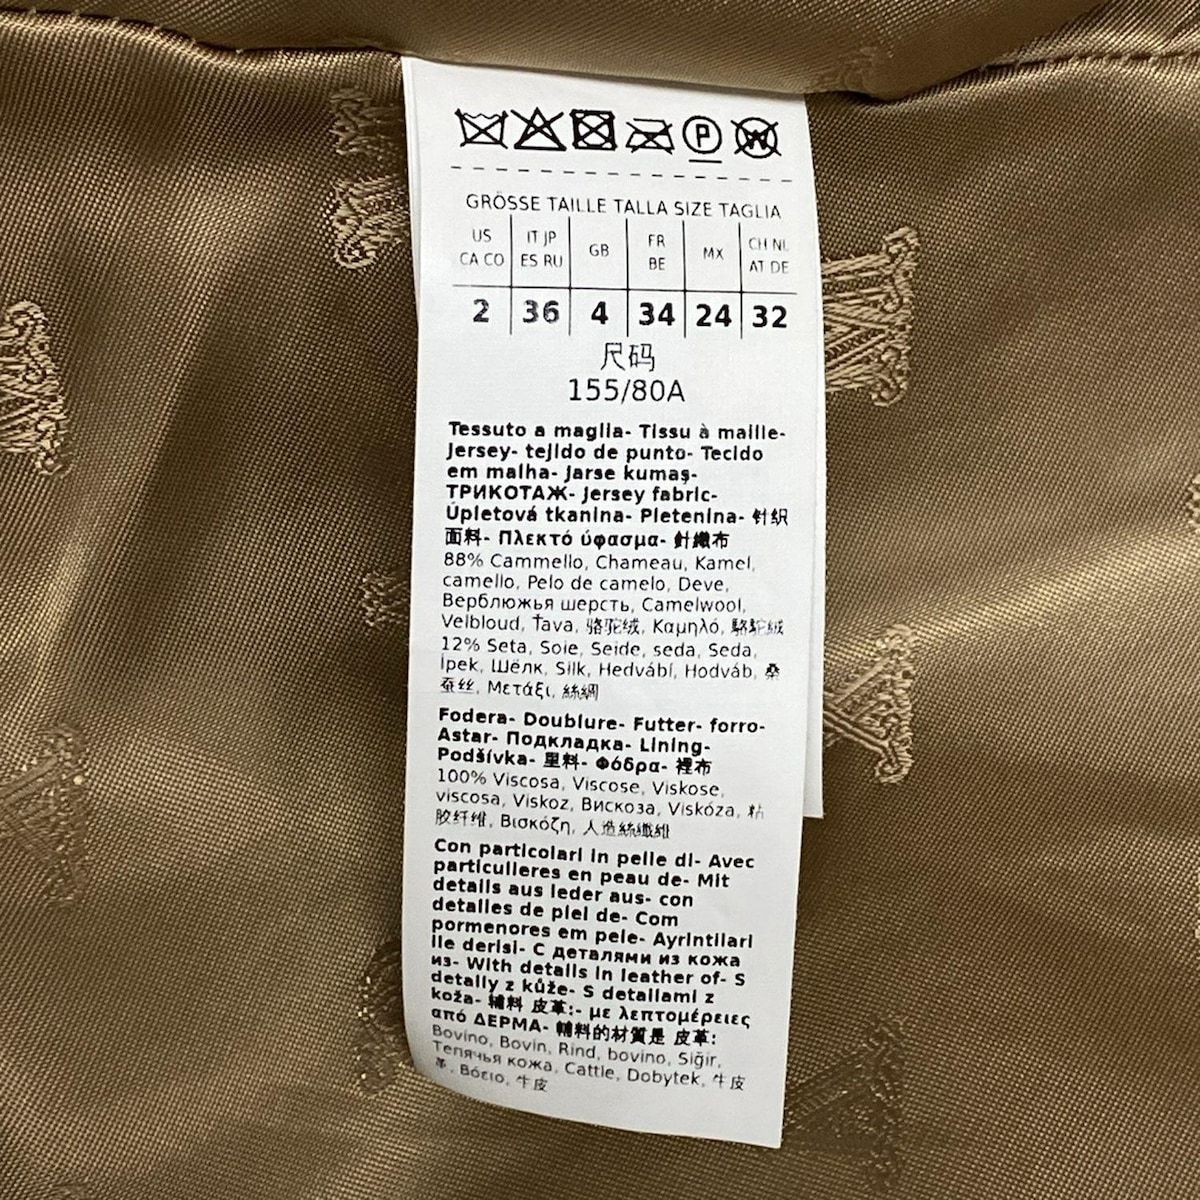 P W
GRÖSSE TAILLE TALLA SIZE TAGLIA
US CA CO IT JP ES RU GB FR BE MX CH NL AT DE
2 36 4 34 24 32
尺码
155/80A
Tessuto a maglia- Tissu à maille-
Jersey- tejido de punto- Tecido
em malha- Jarse kumaş-
ТРИКОТАЖ- Jersey fabric-
Úpletová tkanina- Pletenina- 针织
面料- Πλεκτό ύφασμα- 針織布
88% Cammello, Chameau, Kamel,
camello, Pelo de camelo, Deve,
Верблюжья шерсть, Camelwool,
Velbloud, Ťava, 骆驼绒, Καμηλό, 駱駝絨
12% Seta, Soie, Seide, seda, Seda,
İpek, Шёлк, Silk, Hedvábí, Hodváb, 桑
蚕丝, Μετάξι, 絲綢
Fodera- Doublure- Futter- forro-
Astar- Подкладка- Lining-
Podšívka- 里料- Φόδρα- 裡布
100% Viscosa, Viscose, Viskose,
viscosa, Viskoz, Вискоза, Viskóza, 粘
胶纤维, Βισκόζη, 人造絲纖維
Con particolari in pelle di- Avec
particulieres en peau de- Mit
details aus leder aus- con
detalles de piel de- Com
pormenores em pele- Ayrintilari
ile derisi- С деталями из кожа
из- With details in leather of- S
detaily z kůže- S detailami z
koža- 辅料 皮革:- με λεπτομέρειες
από ΔΕΡΜΑ- 輔料的材質是 皮革:
Bovino, Bovin, Rind, bovino, Siğir,
Телячья кожа, Cattle, Dobytek, 牛皮
革, Βόειο, 牛皮